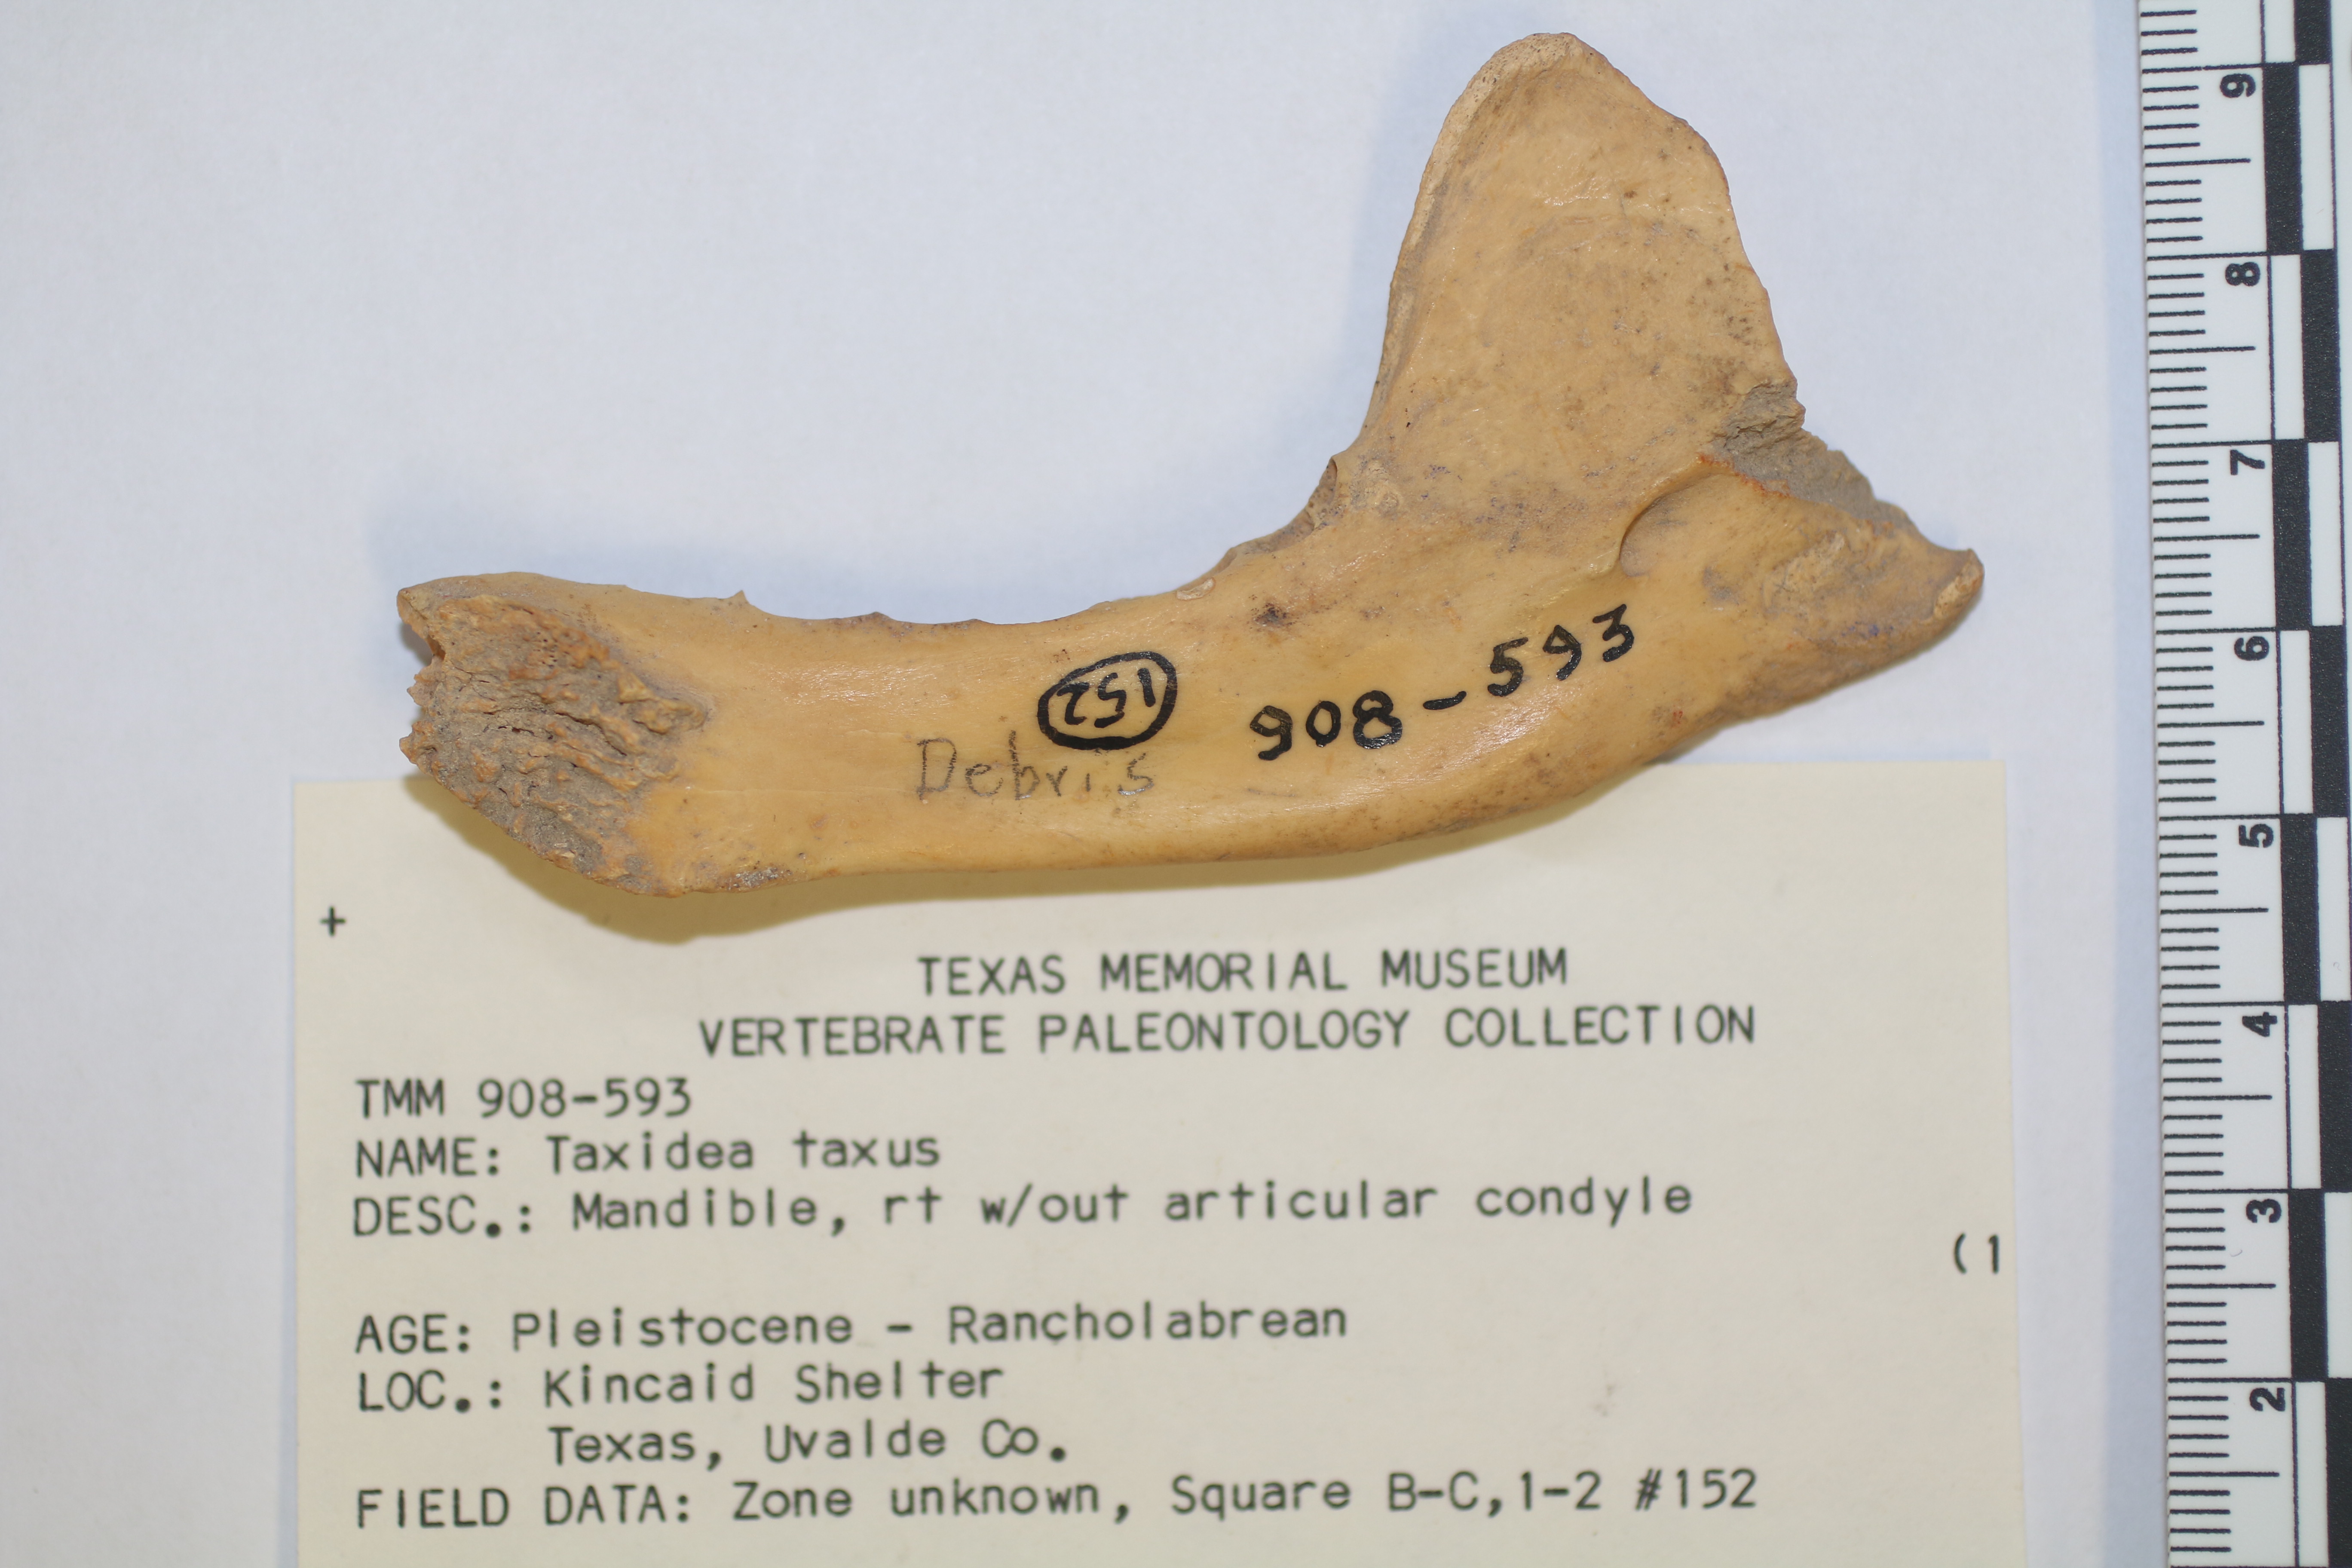 152
Debris
908-593
+
TEXAS MEMORIAL MUSEUM
VERTEBRATE PALEONTOLOGY COLLECTION
TMM 908-593
NAME: Taxidea taxus
DESC.: Mandible, rt w/out articular condyle
(1
AGE: Pleistocene - Rancholabrean
LOC.: Kincaid Shelter
Texas, Uvalde Co.
FIELD DATA: Zone unknown, Square B-C,1-2 #152
9
8
7
6
5
4
3
2